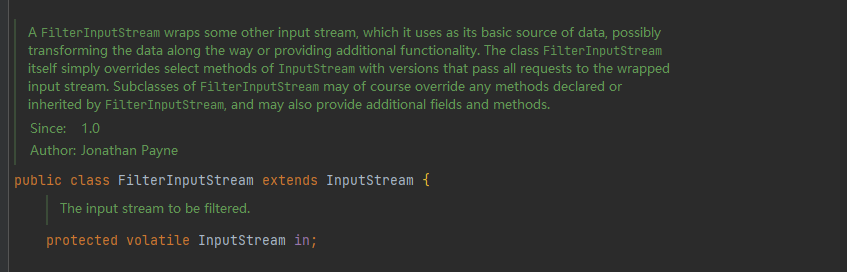 A FilterInputStream wraps some other input stream, which it uses as its basic source of data, possibly
transforming the data along the way or providing additional functionality. The class FilterInputStream
itself simply overrides select methods of InputStream with versions that pass all requests to the wrapped
input stream. Subclasses of FilterInputStream may of course override any methods declared or
inherited by FilterInputStream, and may also provide additional fields and methods.
Since: 1.0
Author: Jonathan Payne
public class FilterInputStream extends InputStream {
The input stream to be filtered.
protected volatile InputStream in;